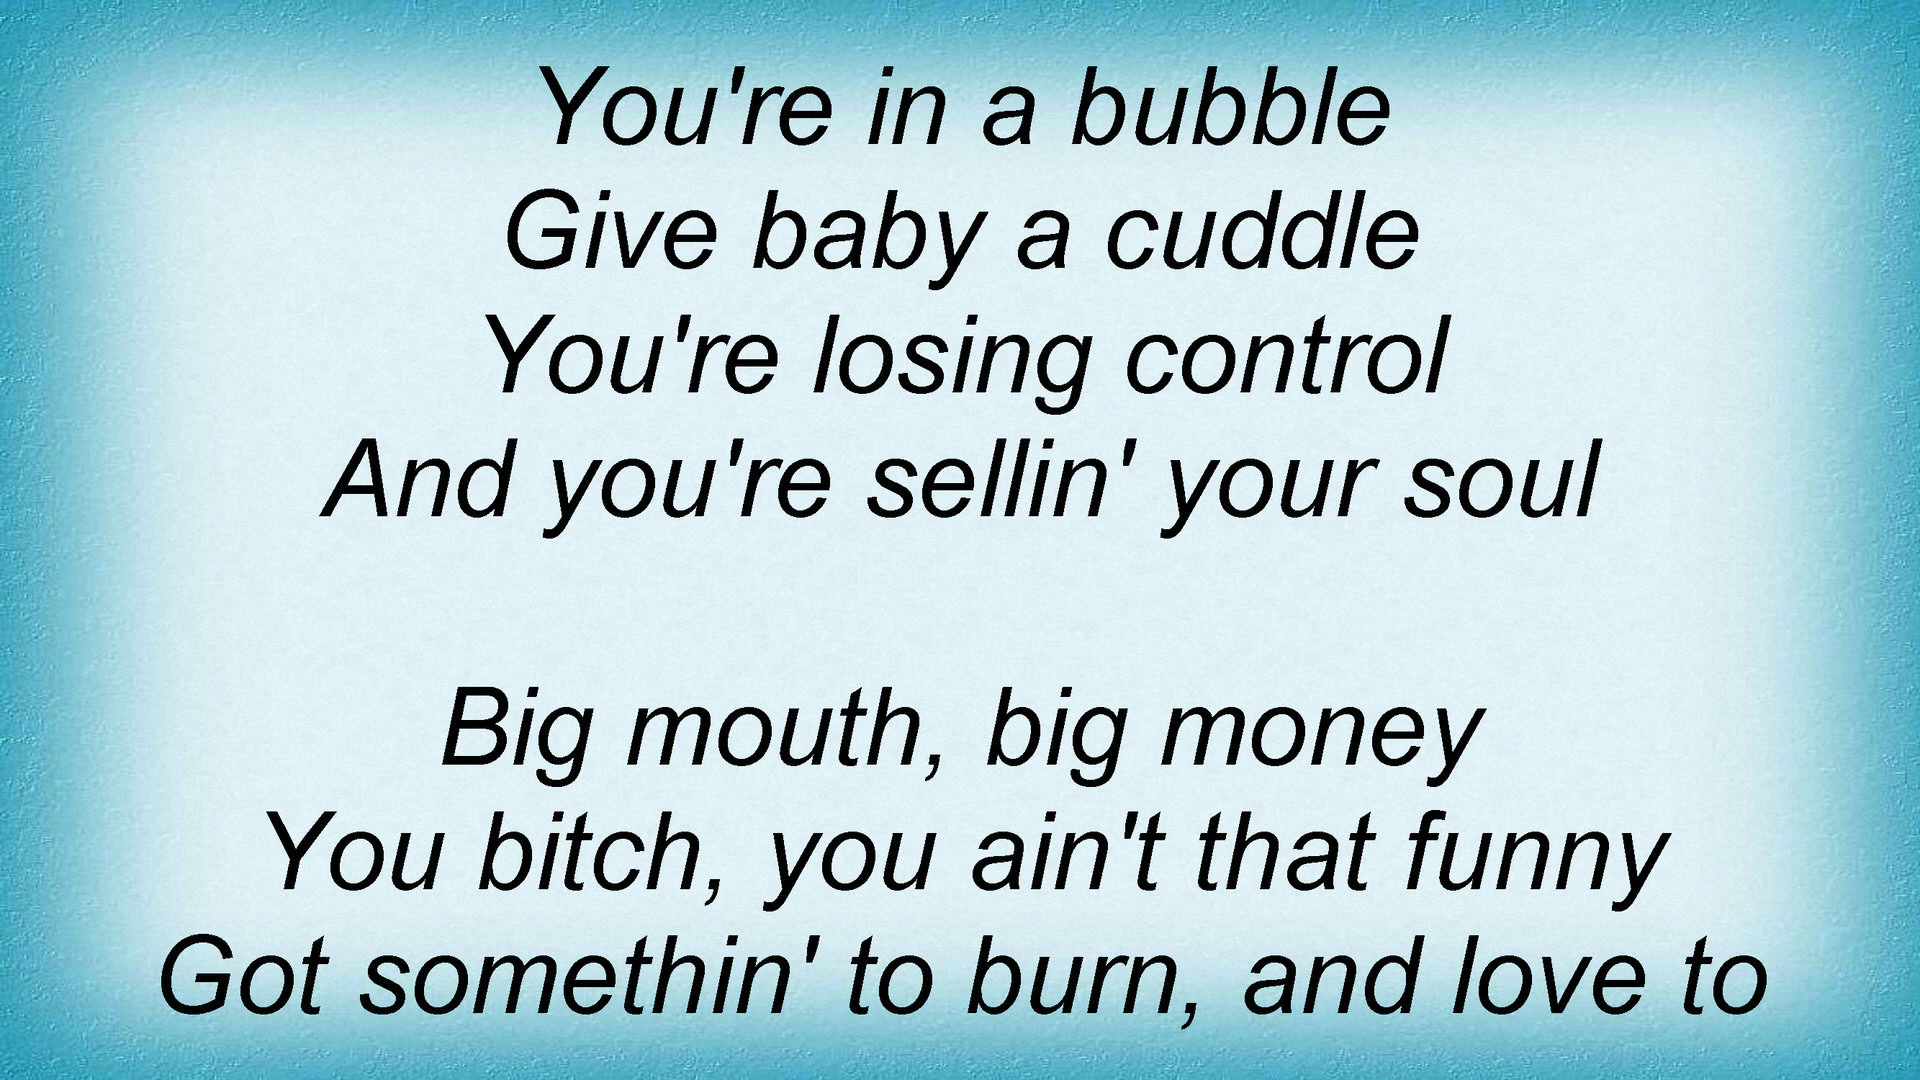 You're in a bubble
Give baby a cuddle
You're losing control
And you're sellin' your soul
Big mouth, big money
You bitch, you ain't that funny
Got somethin' to burn, and love to